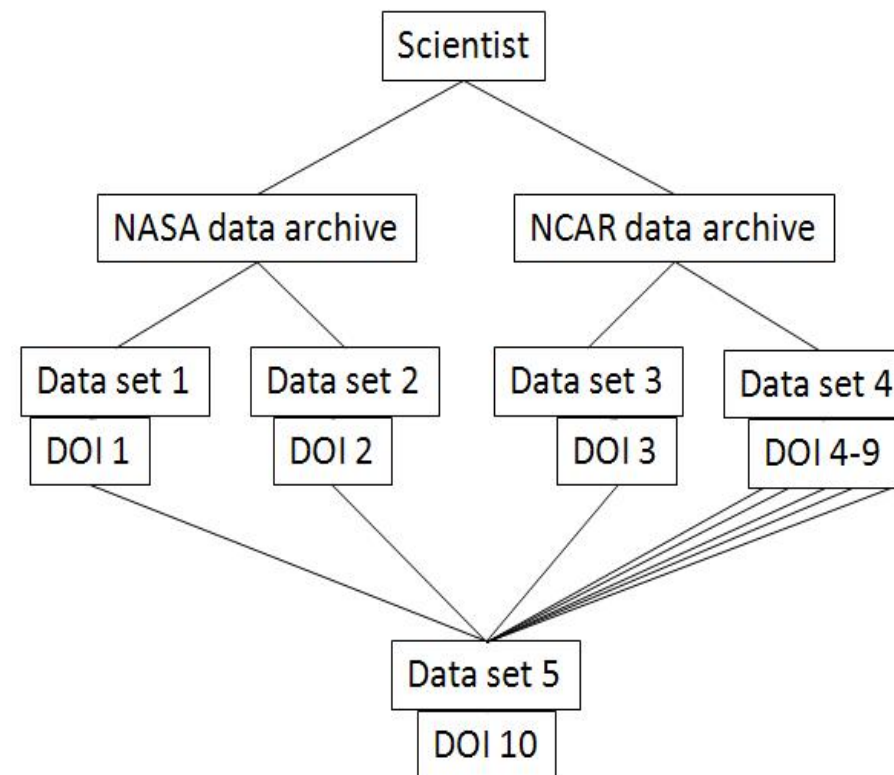 Scientist
NASA data archive
NCAR data archive
Data set 1
Data set 2
Data set 3
Data set 4
DOI 1
DOI 2
DOI 3
DOI 4-9
Data set 5
DOI 10